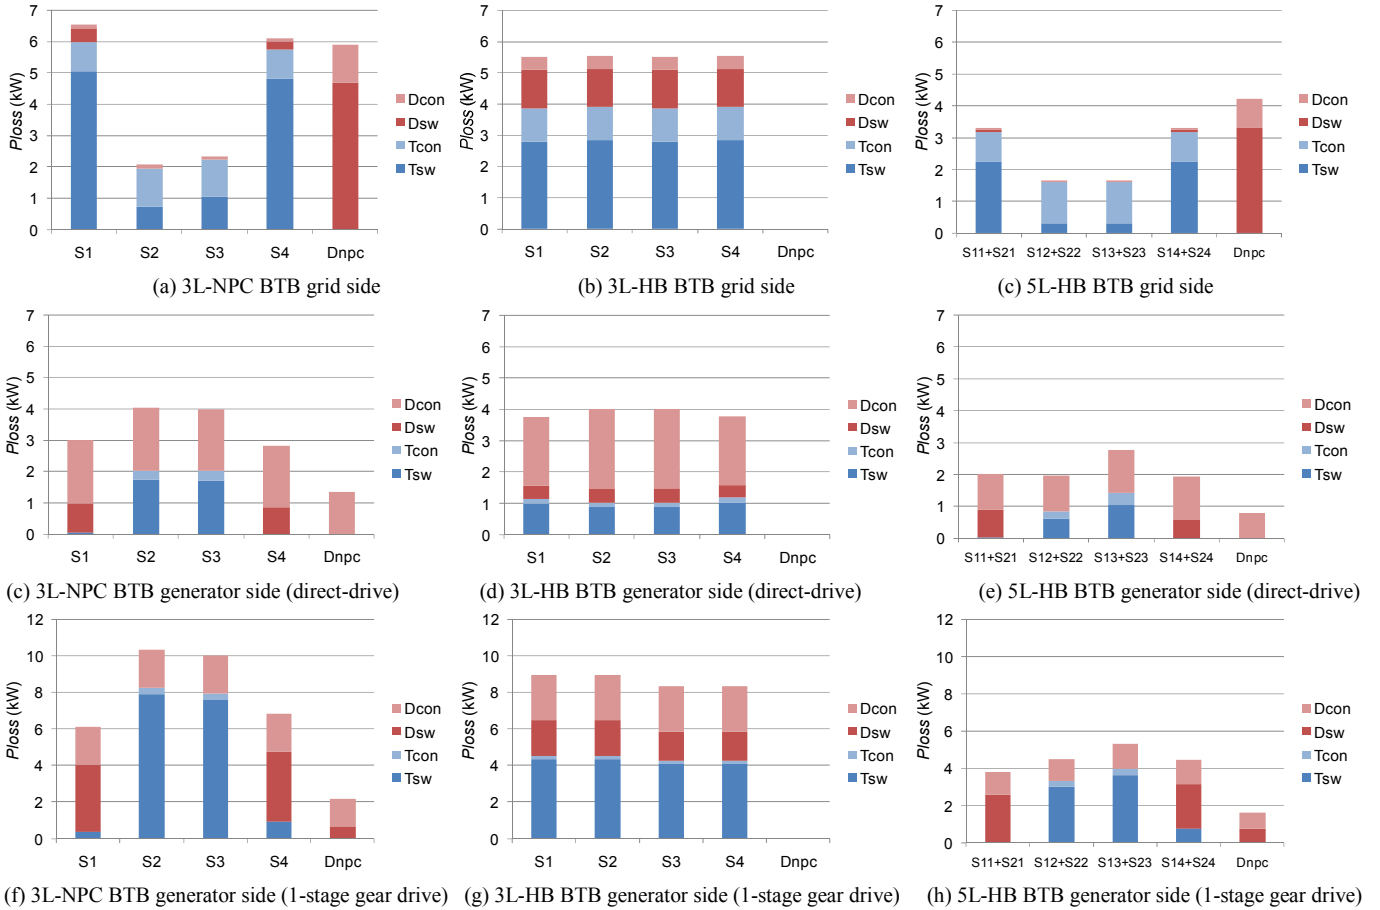 7
6
5
4
3
2
1
0
Ploss (kW)
Dcon
Dsw
Tcon
Tsw
S1 S2 S3 S4 Dnpc
(a) 3L-NPC BTB grid side
7
6
5
4
3
2
1
0
Ploss (kW)
Dcon
Dsw
Tcon
Tsw
S1 S2 S3 S4 Dnpc
(b) 3L-HB BTB grid side
7
6
5
4
3
2
1
0
Ploss (kW)
Dcon
Dsw
Tcon
Tsw
S11+S21 S12+S22 S13+S23 S14+S24 Dnpc
(c) 5L-HB BTB grid side
7
6
5
4
3
2
1
0
Ploss (kW)
Dcon
Dsw
Tcon
Tsw
S1 S2 S3 S4 Dnpc
(c) 3L-NPC BTB generator side (direct-drive)
7
6
5
4
3
2
1
0
Ploss (kW)
Dcon
Dsw
Tcon
Tsw
S1 S2 S3 S4 Dnpc
(d) 3L-HB BTB generator side (direct-drive)
7
6
5
4
3
2
1
0
Ploss (kW)
Dcon
Dsw
Tcon
Tsw
S11+S21 S12+S22 S13+S23 S14+S24 Dnpc
(e) 5L-HB BTB generator side (direct-drive)
12
10
8
6
4
2
0
Ploss (kW)
Dcon
Dsw
Tcon
Tsw
S1 S2 S3 S4 Dnpc
(f) 3L-NPC BTB generator side (1-stage gear drive)
12
10
8
6
4
2
0
Ploss (kW)
Dcon
Dsw
Tcon
Tsw
S1 S2 S3 S4 Dnpc
(g) 3L-HB BTB generator side (1-stage gear drive)
12
10
8
6
4
2
0
Ploss (kW)
Dcon
Dsw
Tcon
Tsw
S11+S21 S12+S22 S13+S23 S14+S24 Dnpc
(h) 5L-HB BTB generator side (1-stage gear drive)